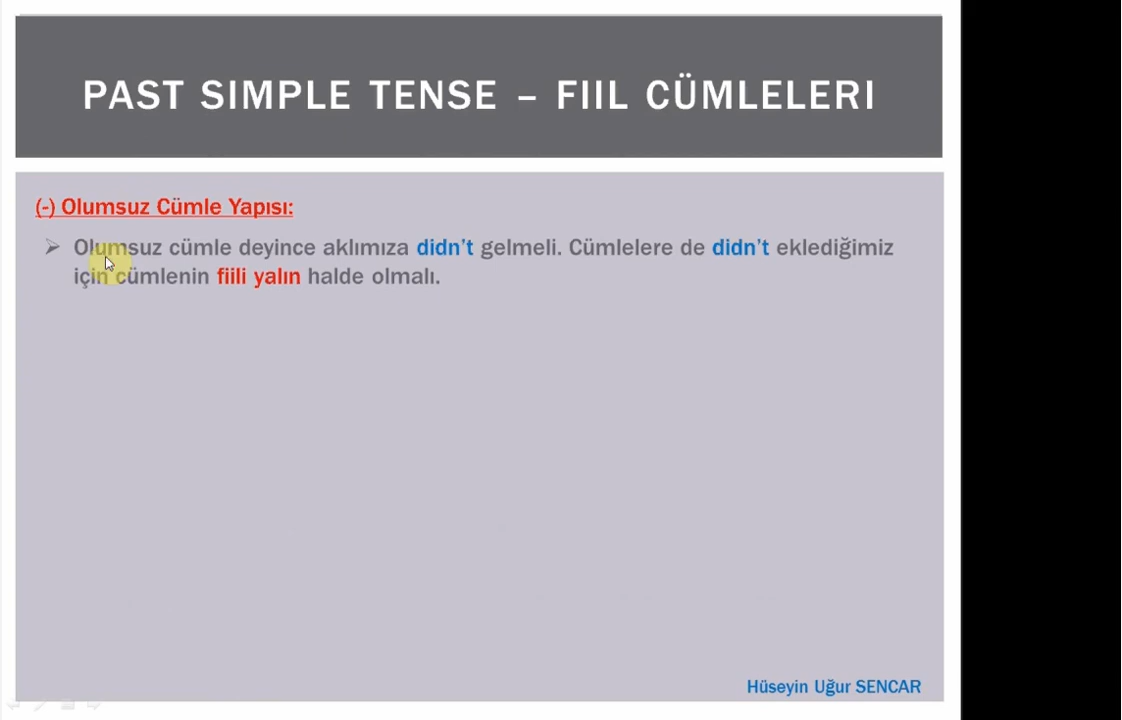 PAST SIMPLE TENSE – FIIL CÜMLELERI
(-) Olumsuz Cümle Yapısı:
Olumsuz cümle deyince aklımıza didn't gelmeli. Cümlelere de didn't eklediğimiz
için cümlenin fiili yalın halde olmalı.
Hüseyin Uğur SENCAR